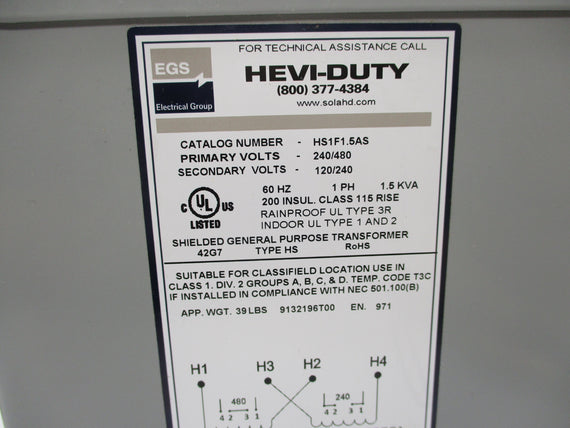 FOR TECHNICAL ASSISTANCE CALL
EGS
Electrical Group
HEVI-DUTY
(800) 377-4384
www.solahd.com
CATALOG NUMBER - HS1F1.5AS
PRIMARY VOLTS - 240/480
SECONDARY VOLTS - 120/240
60 HZ 1 PH 1.5 KVA
200 INSUL. CLASS 115 RISE
RAINPROOF UL TYPE 3R
INDOOR UL TYPE 1 AND 2
C UL US
LISTED
SHIELDED GENERAL PURPOSE TRANSFORMER
42G7 TYPE HS RoHS
SUITABLE FOR CLASSIFIELD LOCATION USE IN
CLASS 1. DIV. 2 GROUPS A, B, C, & D. TEMP. CODE T3C
IF INSTALLED IN COMPLIANCE WITH NEC 501.100(B)
APP. WGT. 39 LBS 9132196T00 EN. 971
H1 H3 H2 H4
480 240
4 2 3 1 4 2 3 1